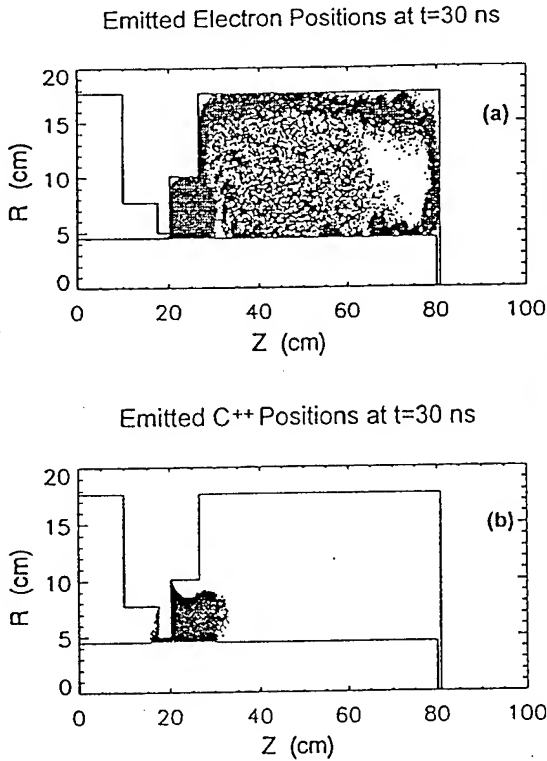 Emitted Electron Positions at t=30 ns
20
15
10
5
0
R (cm)
(a)
0 20 40 60 80 100
Z (cm)
Emitted C++ Positions at t=30 ns
20
15
10
5
0
R (cm)
(b)
0 20 40 60 80 100
Z (cm)